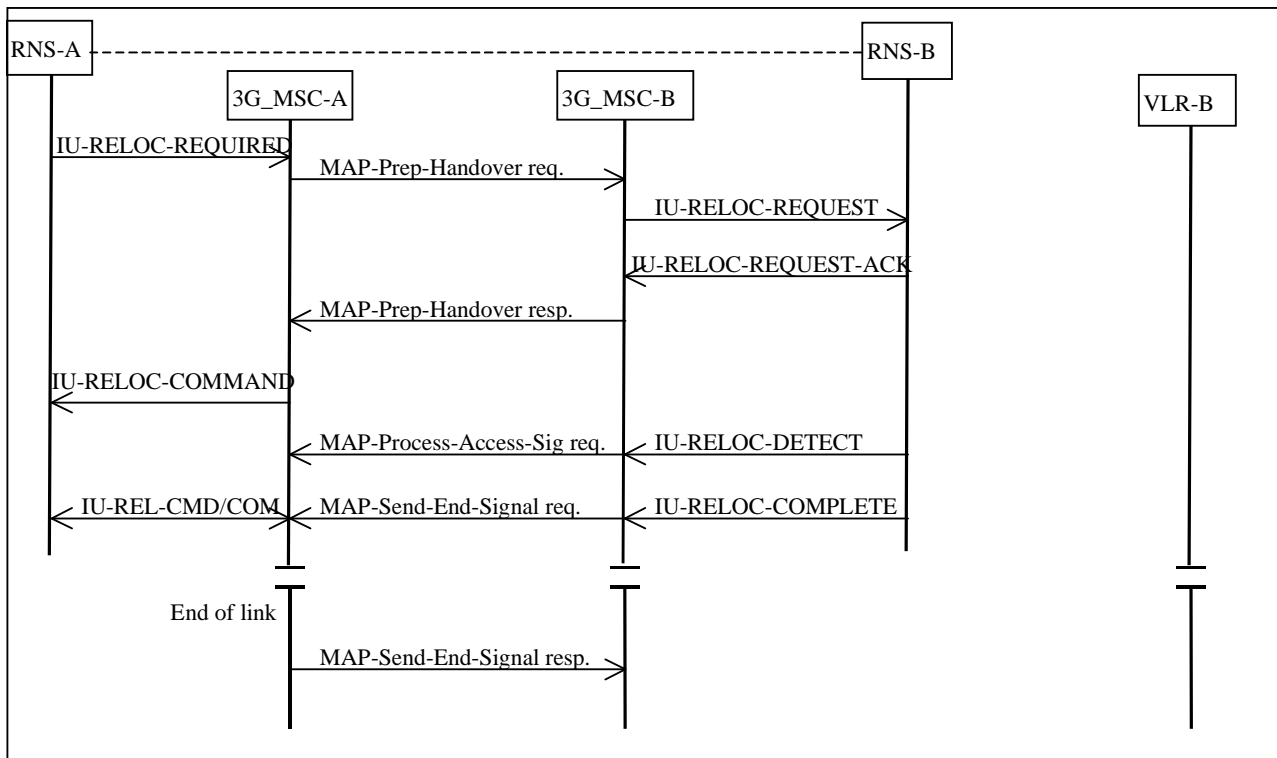 RNS-A
RNS-B
3G_MSC-A
3G_MSC-B
VLR-B
IU-RELOC-REQUIRED
MAP-Prep-Handover req.
IU-RELOC-REQUEST
IU-RELOC-REQUEST-ACK
MAP-Prep-Handover resp.
IU-RELOC-COMMAND
MAP-Process-Access-Sig req.
IU-RELOC-DETECT
IU-REL-CMD/COM
MAP-Send-End-Signal req.
IU-RELOC-COMPLETE
End of link
MAP-Send-End-Signal resp.